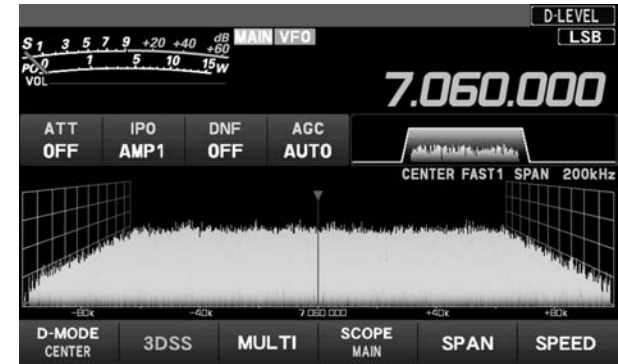 D-LEVEL
S 1 3 5 7 9 +20 +40 +60 dB MAIN VFO LSB
PO 0 1 5 10 15 W
VOL
7.060.000
ATT IPO DNF AGC
OFF AMP1 OFF AUTO
CENTER FAST1 SPAN 200kHz
-80k -40k 7.060.000 +40k +80k
D-MODE 3DSS MULTI SCOPE SPAN SPEED
CENTER MAIN